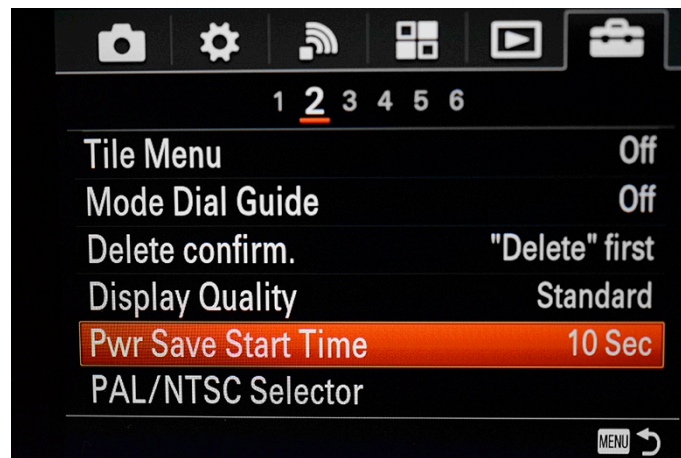 1 2 3 4 5 6
Tile Menu Off
Mode Dial Guide Off
Delete confirm. "Delete" first
Display Quality Standard
Pwr Save Start Time 10 Sec
PAL/NTSC Selector
MENU